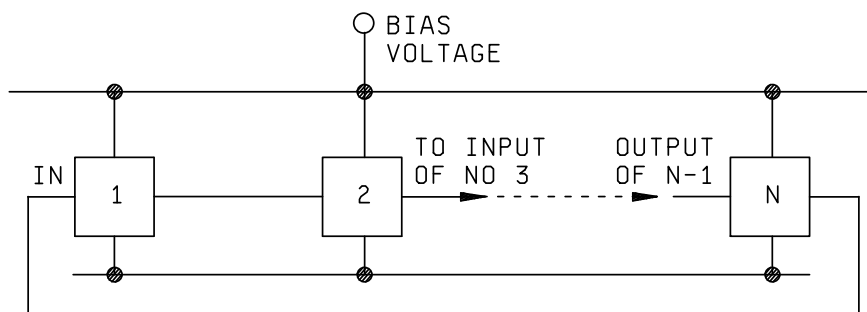 BIAS
VOLTAGE
IN
1
2
TO INPUT
OF NO 3
OUTPUT
OF N-1
N